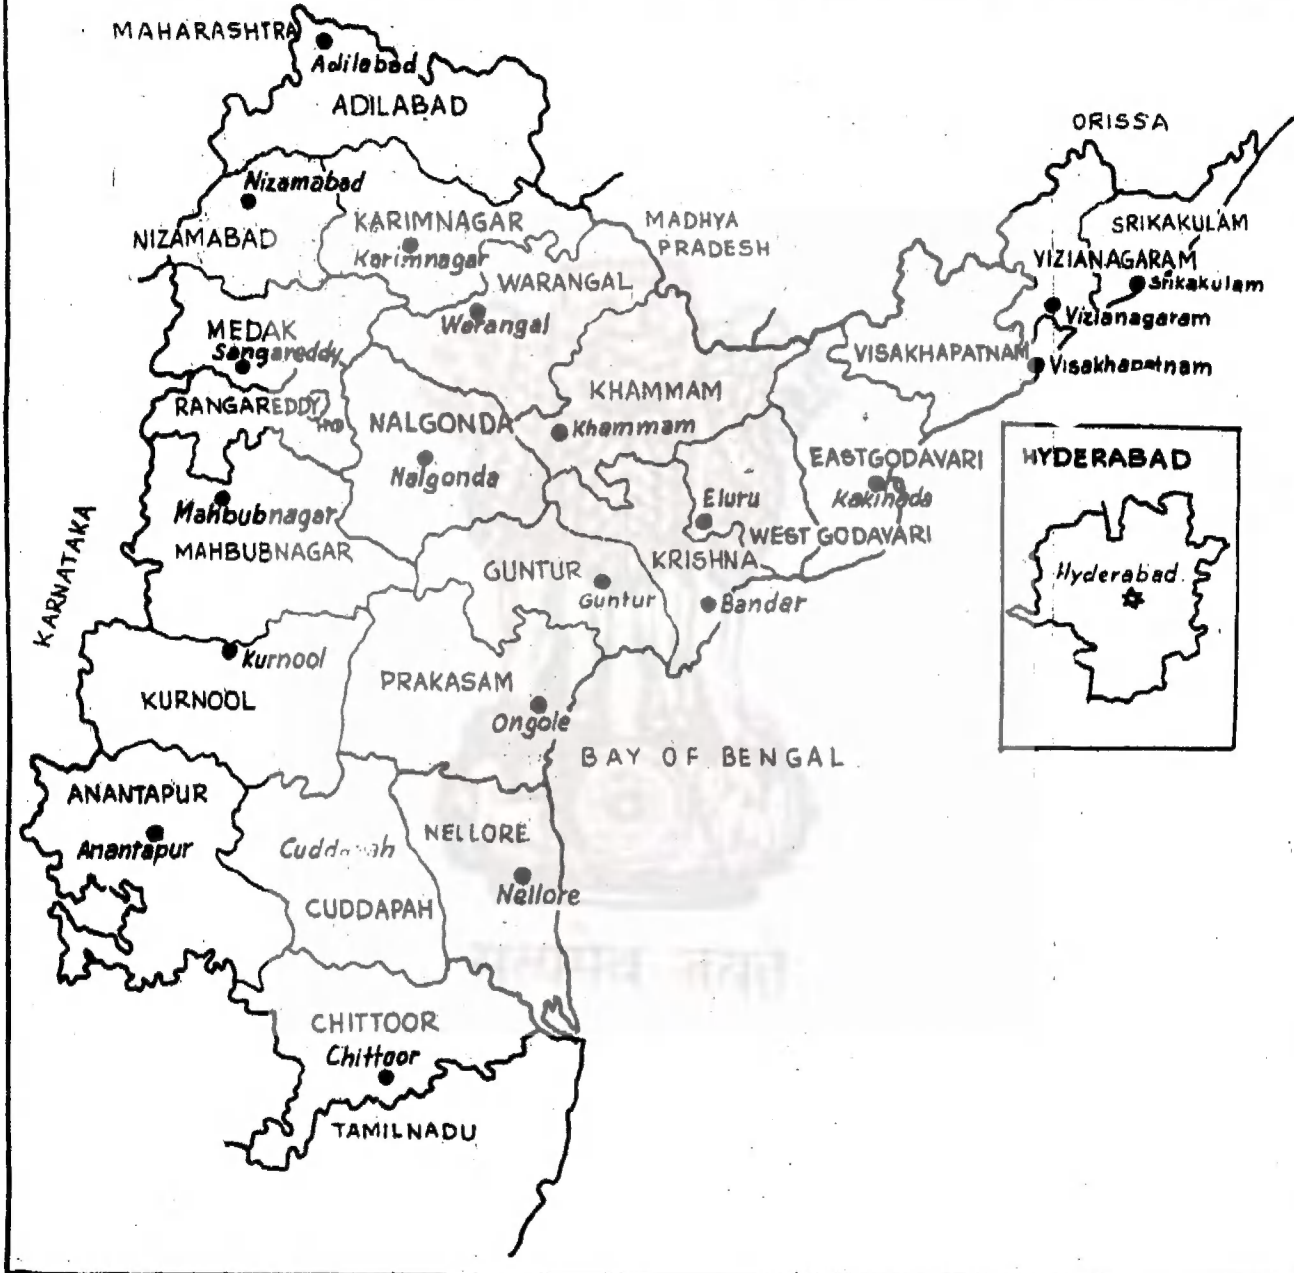 MAHARASHTRA
Adilabad
ADILABAD
ORISSA
Nizamabad
NIZAMABAD
KARIMNAGAR
Karimnagar
MADHYA
PRADESH
SRIKAKULAM
VIZIANAGARAM
Srikakulam
WARANGAL
Warangal
Vizianagaram
MEDAK
Sangareddy
VISAKHAPATNAM
Visakhapatnam
KHAMMAM
Khammam
RANGAREDDY
NALGONDA
Nalgonda
EASTGODAVARI
Kakinada
HYDERABAD
Hyderabad
Eluru
WEST GODAVARI
Mahbubnagar
MAHBUBNAGAR
KARNATAKA
GUNTUR
Guntur
KRISHNA
Bandar
Kurnool
KURNOOL
PRAKASAM
Ongole
BAY OF BENGAL
ANANTAPUR
Anantapur
NELLORE
Nellore
CUDDAPAH
CHITTOOR
Chittoor
TAMILNADU